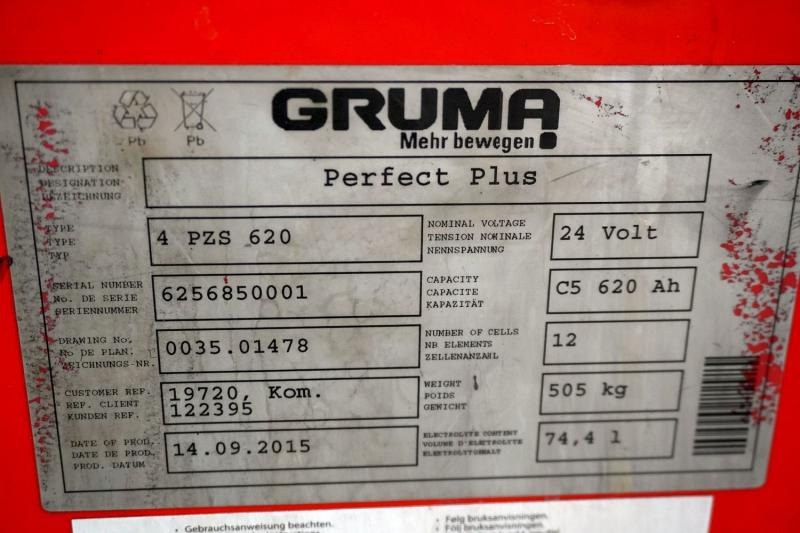 Pb
Pb
GRUMA
Mehr bewegen!
DESCRIPTION
DESIGNATION
BEZEICHNUNG
Perfect Plus
TYPE
TYPE
TYP
4 PZS 620
NOMINAL VOLTAGE
TENSION NOMINALE
NENNSPANNUNG
24 Volt
SERIAL NUMBER
No. DE SERIE
SERIENNUMMER
6256850001
CAPACITY
CAPACITE
KAPAZITÄT
C5 620 Ah
DRAWING No.
No DE PLAN.
ZEICHNUNGS-NR.
0035.01478
NUMBER OF CELLS
NB ELEMENTS
ZELLENANZAHL
12
CUSTOMER REF.
REF. CLIENT
KUNDEN REF.
19720, Kom.
122395
WEIGHT
POIDS
GEWICHT
505 kg
DATE OF PROD.
DATE DE PROD.
PROD. DATUM
14.09.2015
ELECTROLYTE CONTENT
VOLUME D'ELECTROLYTE
ELEKTROLYTGEHALT
74,4 l
• Gebrauchsanweisung beachten.
• Følg bruksanvisningen.
• Följ bruksanvisningen.